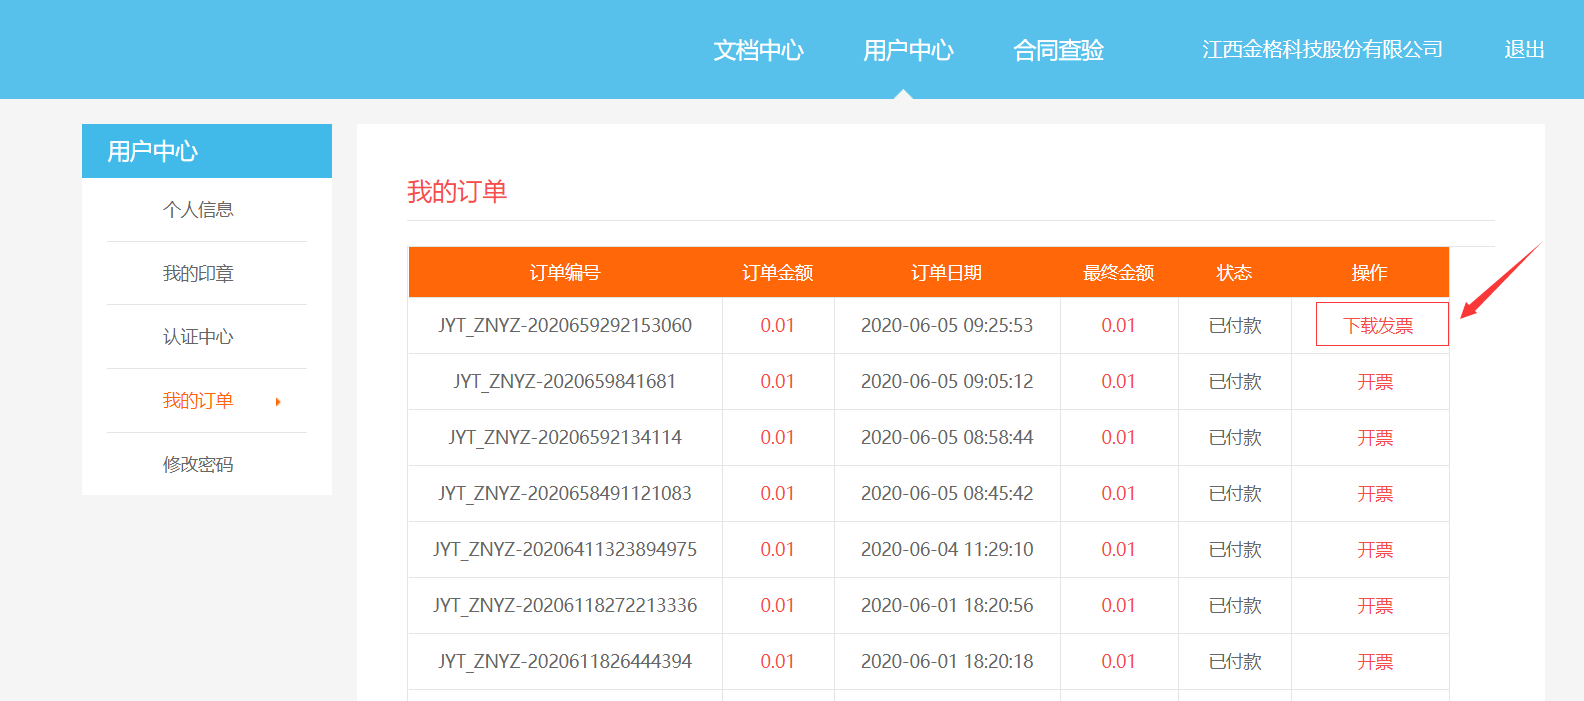 文档中心 用户中心 合同查验 江西金格科技股份有限公司 退出
用户中心
个人信息
我的印章
认证中心
我的订单
修改密码
我的订单
订单编号 订单金额 订单日期 最终金额 状态 操作
JYT_ZNYZ-2020659292153060 0.01 2020-06-05 09:25:53 0.01 已付款 下载发票
JYT_ZNYZ-2020659841681 0.01 2020-06-05 09:05:12 0.01 已付款 开票
JYT_ZNYZ-20206592134114 0.01 2020-06-05 08:58:44 0.01 已付款 开票
JYT_ZNYZ-2020658491121083 0.01 2020-06-05 08:45:42 0.01 已付款 开票
JYT_ZNYZ-20206411323894975 0.01 2020-06-04 11:29:10 0.01 已付款 开票
JYT_ZNYZ-20206118272213336 0.01 2020-06-01 18:20:56 0.01 已付款 开票
JYT_ZNYZ-2020611826444394 0.01 2020-06-01 18:20:18 0.01 已付款 开票